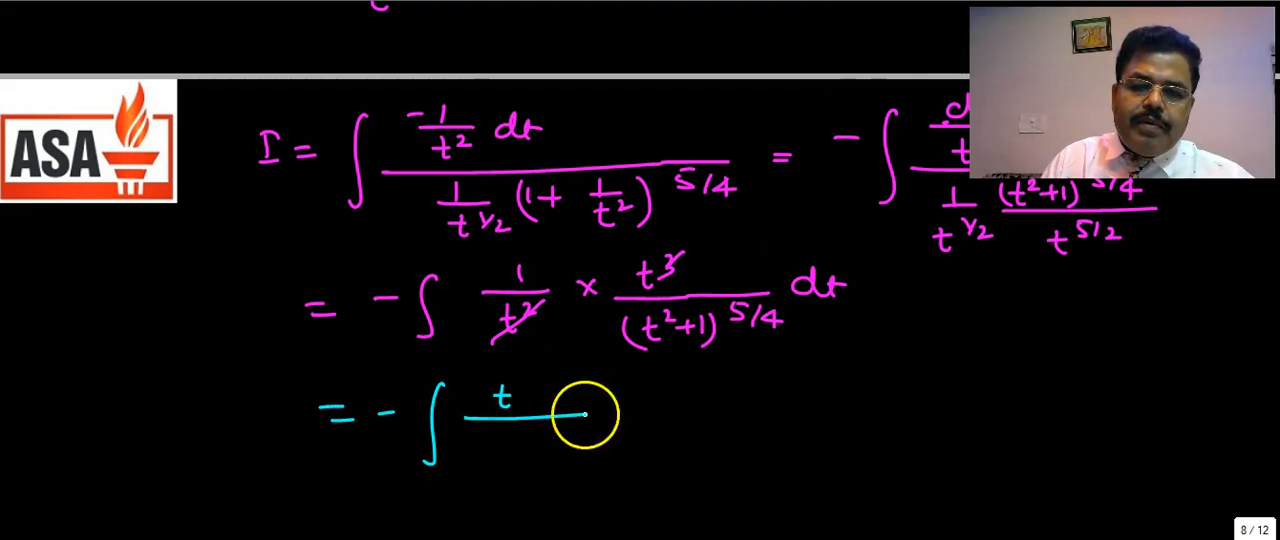 ASA
I = ∫ (-1/t² dt) / (1/t^{1/2} (1 + 1/t²)^{5/4}) = - ∫ / (1/t^{1/2} (t²+1)^{5/4} / t^{5/2})
= - ∫ 1/t² × t³/(t²+1)^{5/4} dt
= - ∫ t
8 / 12